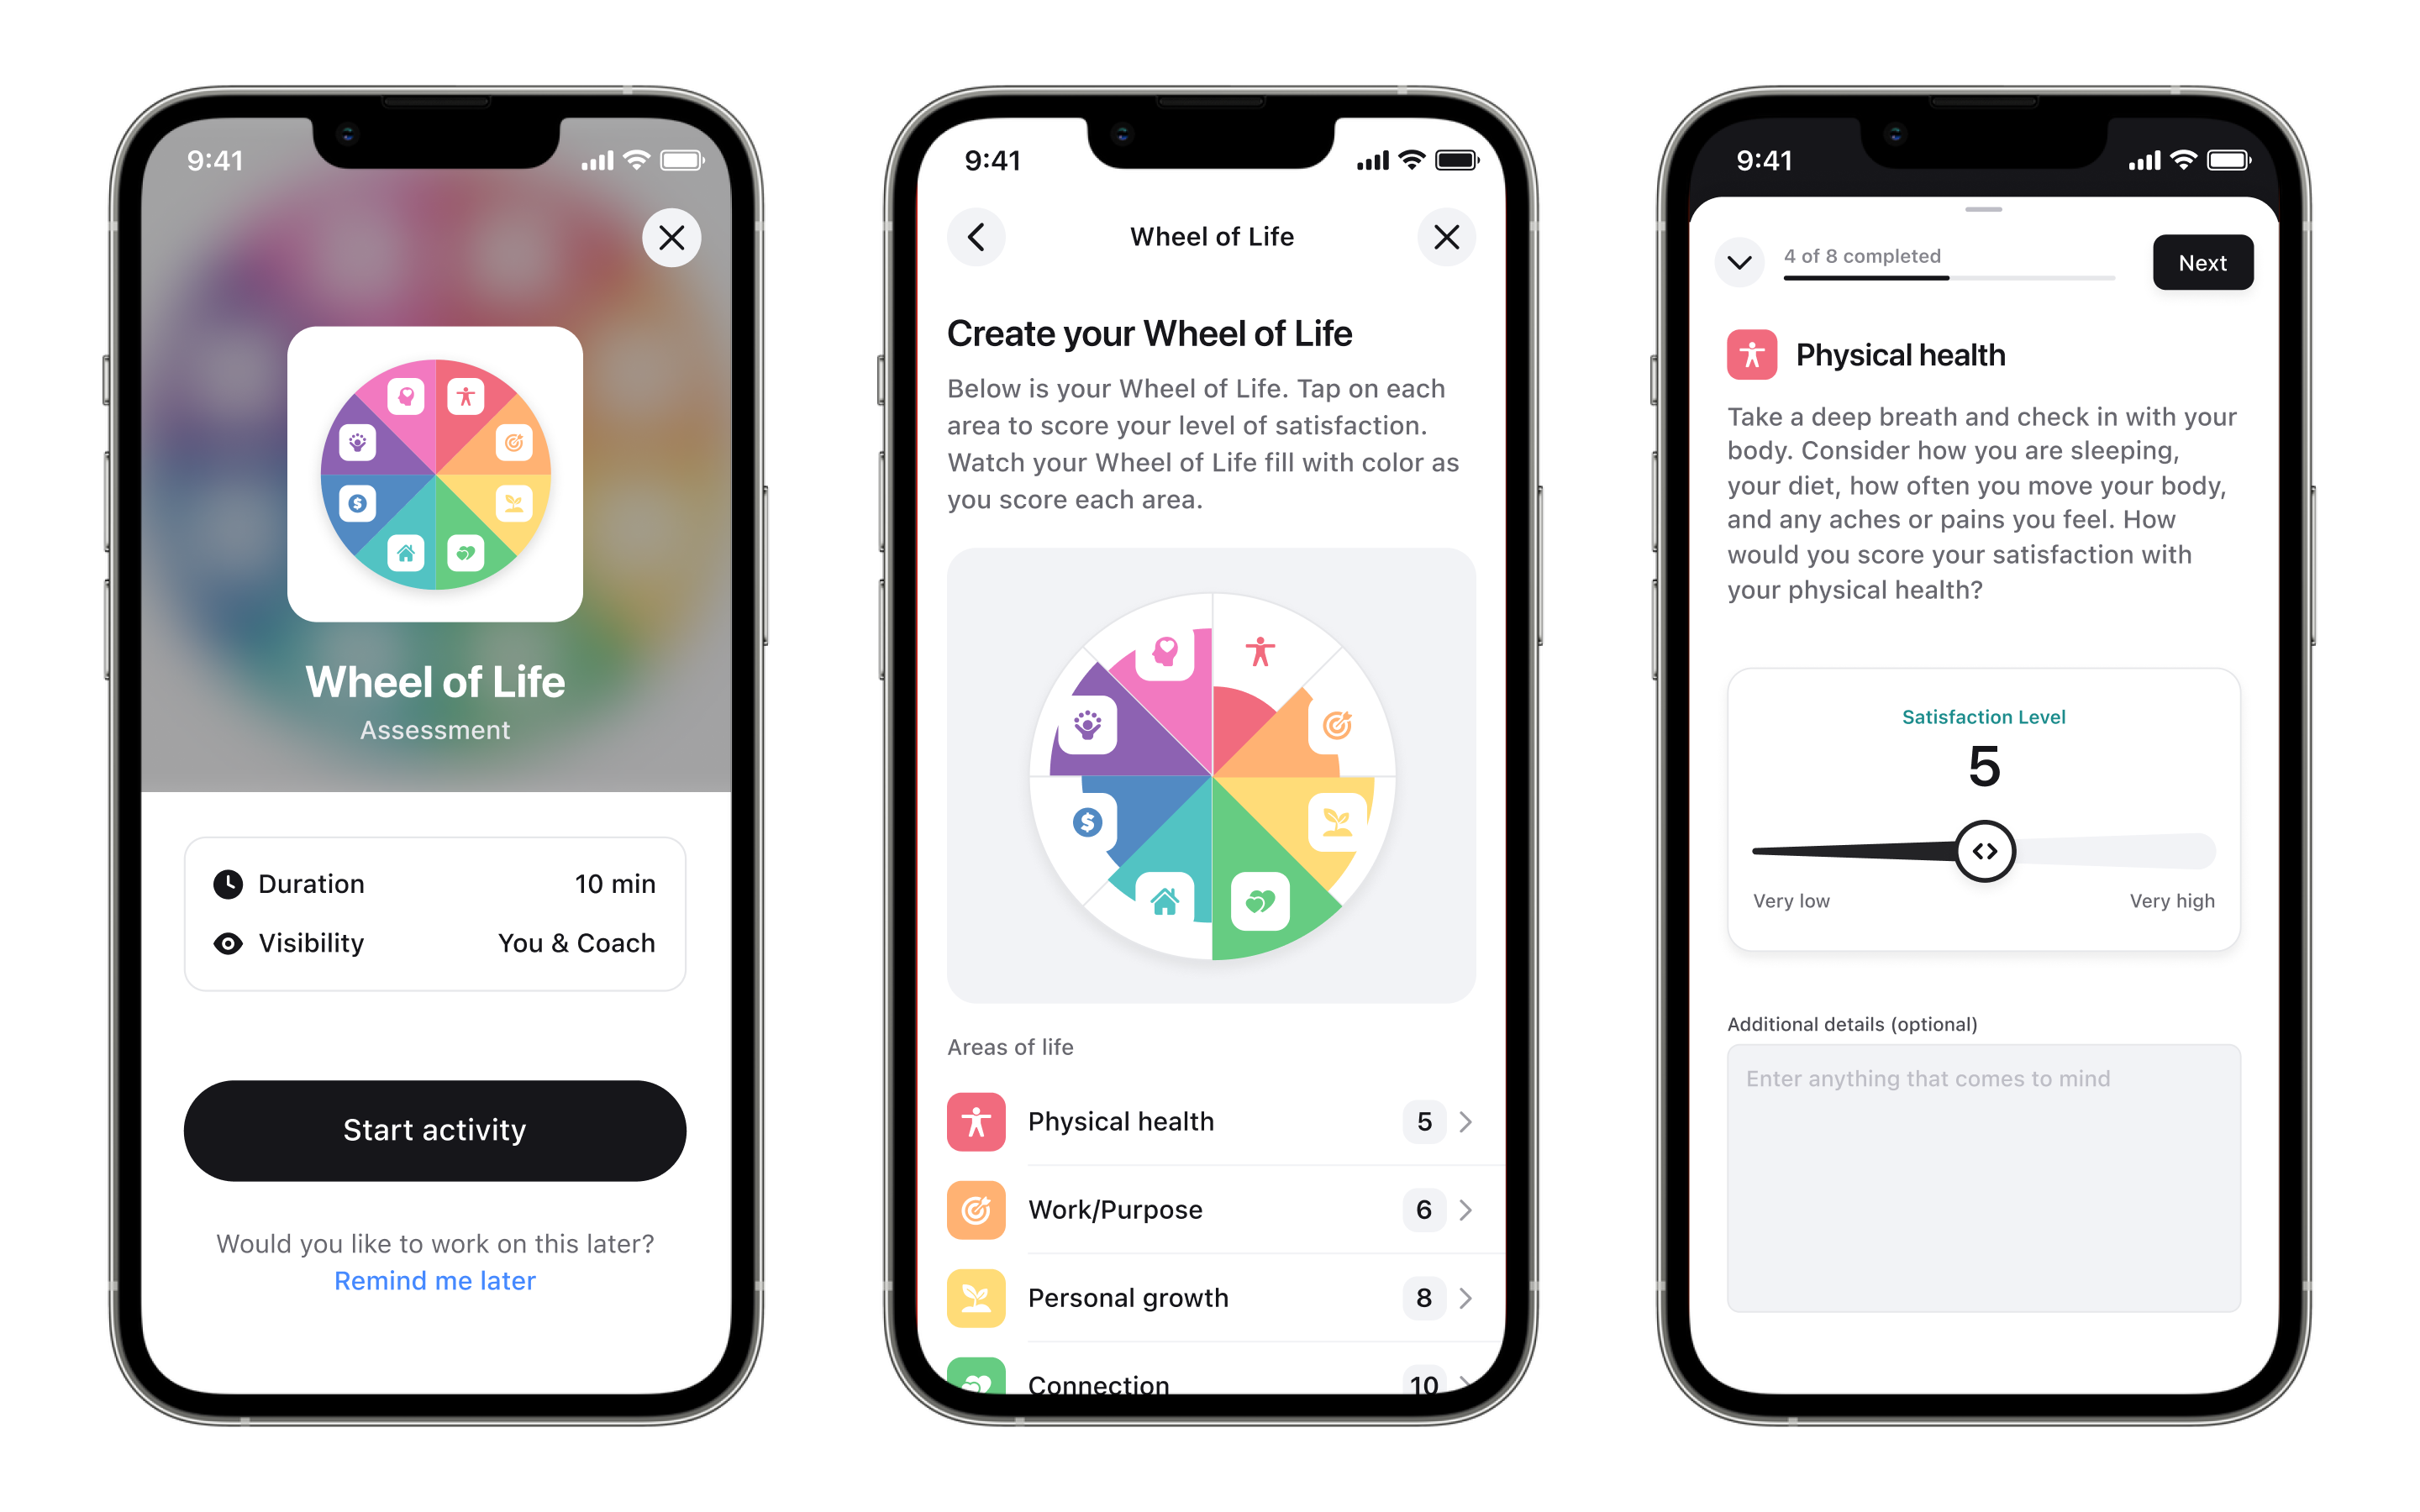 9:41
Wheel of Life
Assessment
Duration
10 min
Visibility
You & Coach
Start activity
Would you like to work on this later?
Remind me later
9:41
Wheel of Life
Create your Wheel of Life
Below is your Wheel of Life. Tap on each
area to score your level of satisfaction.
Watch your Wheel of Life fill with color as
you score each area.
$
Areas of life
Physical health
5
Work/Purpose
6
Personal growth
8
Connection
10
9:41
4 of 8 completed
Next
Physical health
Take a deep breath and check in with your
body. Consider how you are sleeping,
your diet, how often you move your body,
and any aches or pains you feel. How
would you score your satisfaction with
your physical health?
Satisfaction Level
5
Very low
Very high
Additional details (optional)
Enter anything that comes to mind